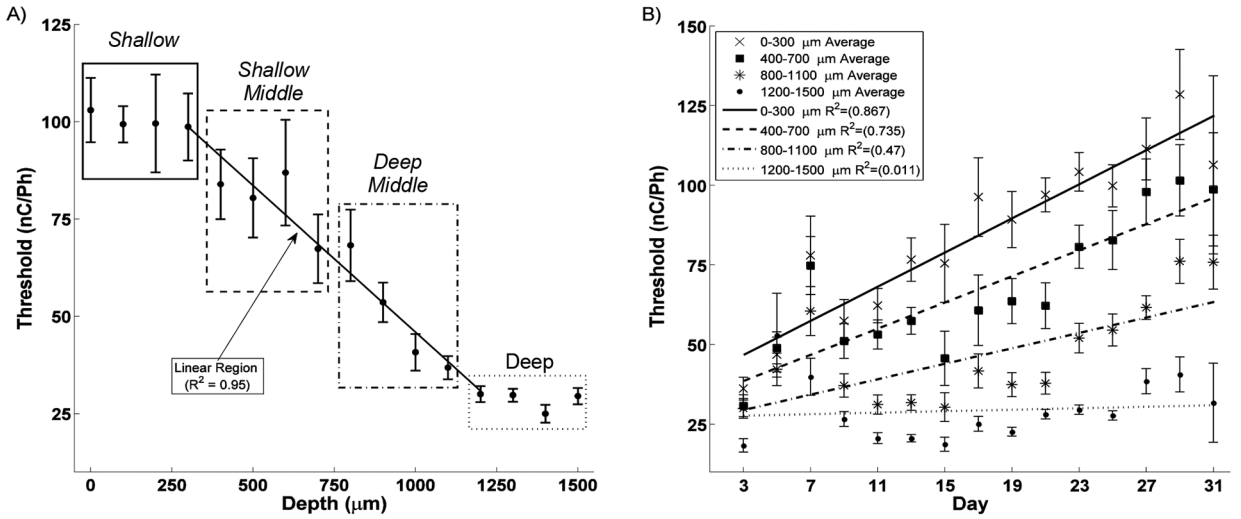 A)
Threshold (nC/Ph)
125
100
75
50
25
Shallow
Shallow
Middle
Deep
Middle
Deep
Linear Region
(R² = 0.95)
0 250 500 750 1000 1250 1500
Depth (μm)
B)
Threshold (nC/Ph)
150
125
100
75
50
25
0-300 μm Average
400-700 μm Average
800-1100 μm Average
1200-1500 μm Average
0-300 μm R²=(0.867)
400-700 μm R²=(0.735)
800-1100 μm R²=(0.47)
1200-1500 μm R²=(0.011)
3 7 11 15 19 23 27 31
Day